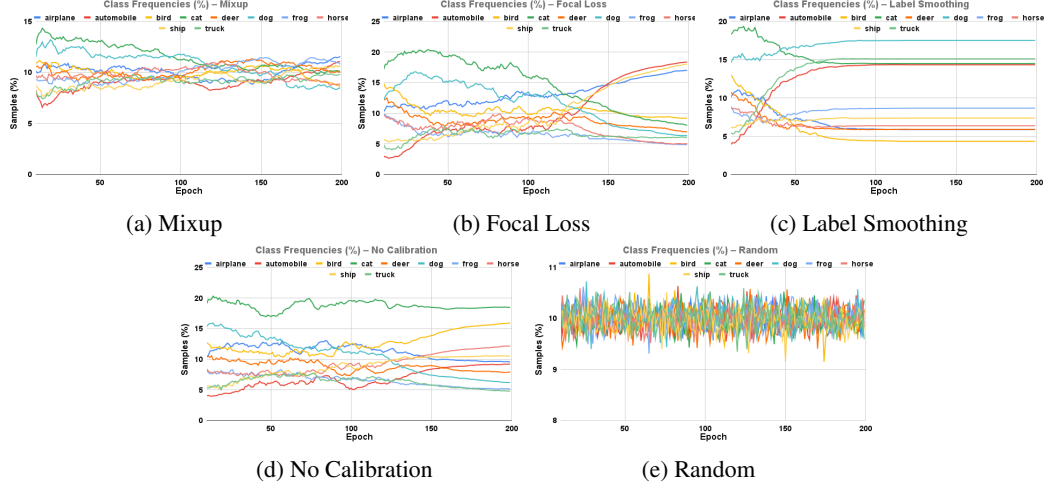 Class Frequencies (%) – Mixup
airplane automobile bird cat deer dog frog horse
ship truck
Samples (%)
15
10
5
0
50
100
150
200
Epoch
(a) Mixup
Class Frequencies (%) – Focal Loss
airplane automobile bird cat deer dog frog horse
ship truck
Samples (%)
25
20
15
10
5
0
50
100
150
200
Epoch
(b) Focal Loss
Class Frequencies (%) – Label Smoothing
airplane automobile bird cat deer dog frog horse
ship truck
Samples (%)
20
15
10
5
0
50
100
150
200
Epoch
(c) Label Smoothing
Class Frequencies (%) – No Calibration
airplane automobile bird cat deer dog frog horse
ship truck
Samples (%)
25
20
15
10
5
0
50
100
150
200
Epoch
(d) No Calibration
Class Frequencies (%) – Random
airplane automobile bird cat deer dog frog horse
ship truck
Samples (%)
11
10
9
8
50
100
150
200
Epoch
(e) Random